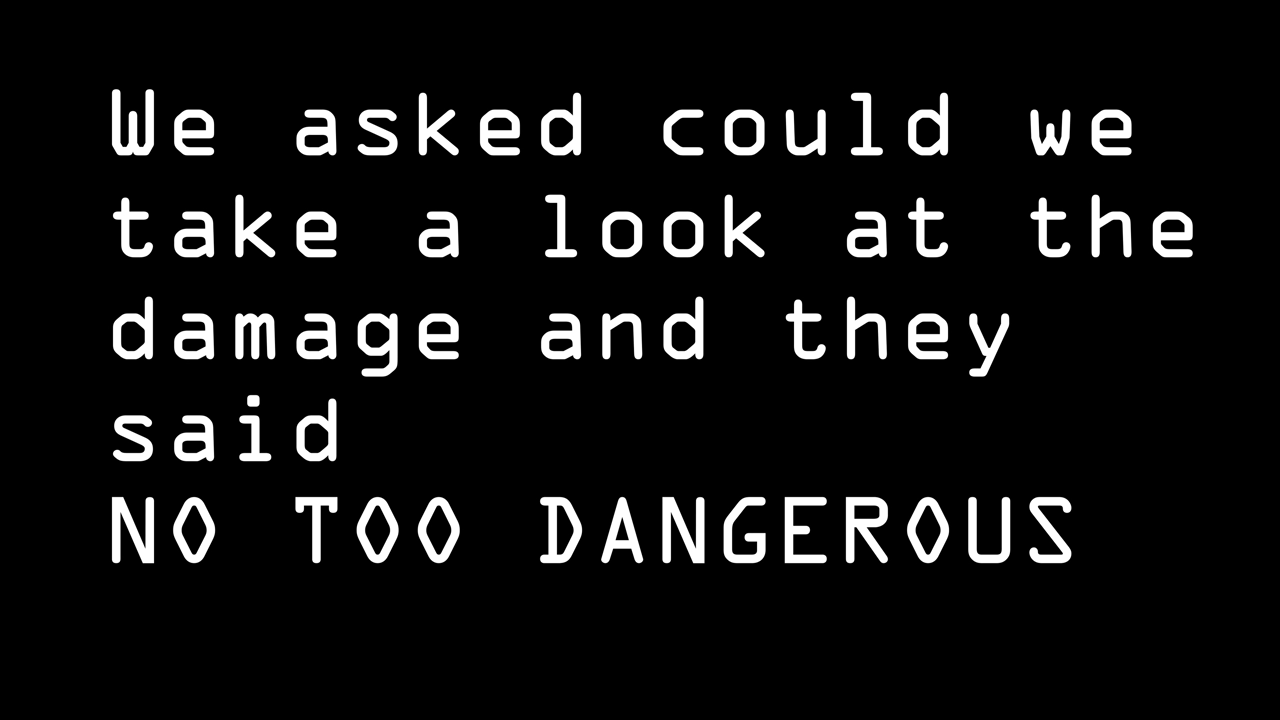 We asked could we
take a look at the
damage and they
said
NO TOO DANGEROUS